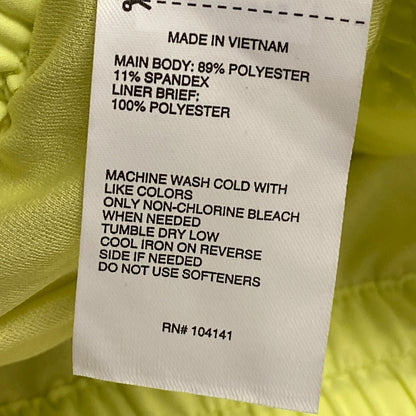 MADE IN VIETNAM
MAIN BODY: 89% POLYESTER
11% SPANDEX
LINER BRIEF:
100% POLYESTER
MACHINE WASH COLD WITH
LIKE COLORS
ONLY NON-CHLORINE BLEACH
WHEN NEEDED
TUMBLE DRY LOW
COOL IRON ON REVERSE
SIDE IF NEEDED
DO NOT USE SOFTENERS
RN# 104141